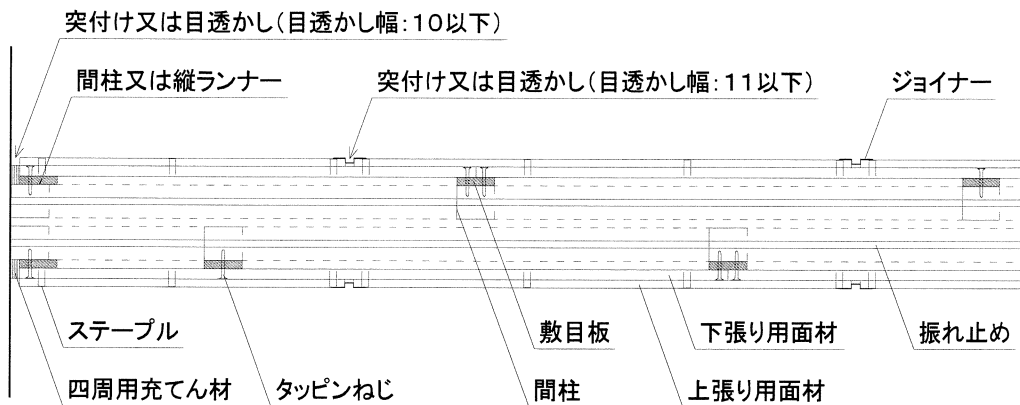 突付け又は目透かし(目透かし幅:10以下)
間柱又は縦ランナー
突付け又は目透かし(目透かし幅:11以下)
ジョイナー
ステープル
敷目板
下張り用面材
振れ止め
四周用充てん材
タッピンねじ
間柱
上張り用面材